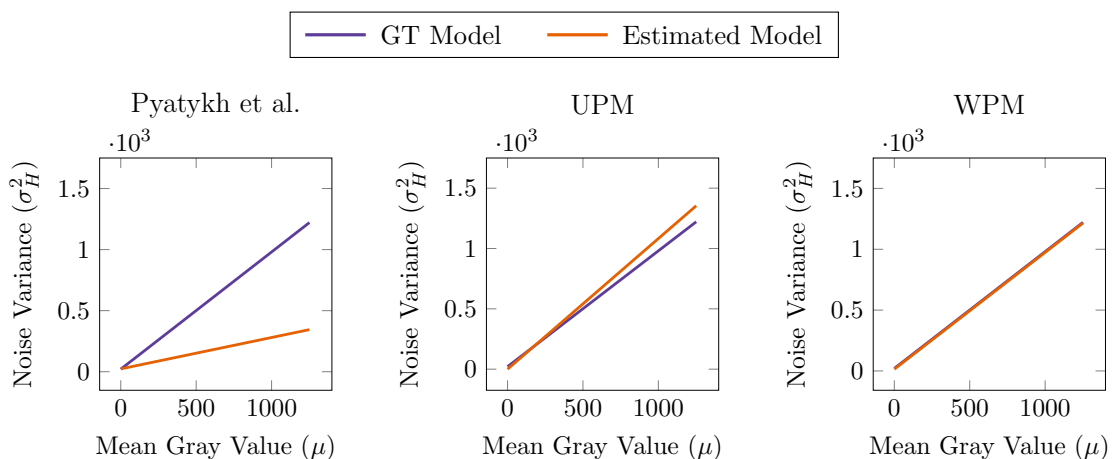 GT Model Estimated Model
Pyatykh et al.
·10³
Noise Variance (σ²_H)
1.5
1
0.5
0
0 500 1000
Mean Gray Value (μ)
UPM
·10³
Noise Variance (σ²_H)
1.5
1
0.5
0
0 500 1000
Mean Gray Value (μ)
WPM
·10³
Noise Variance (σ²_H)
1.5
1
0.5
0
0 500 1000
Mean Gray Value (μ)